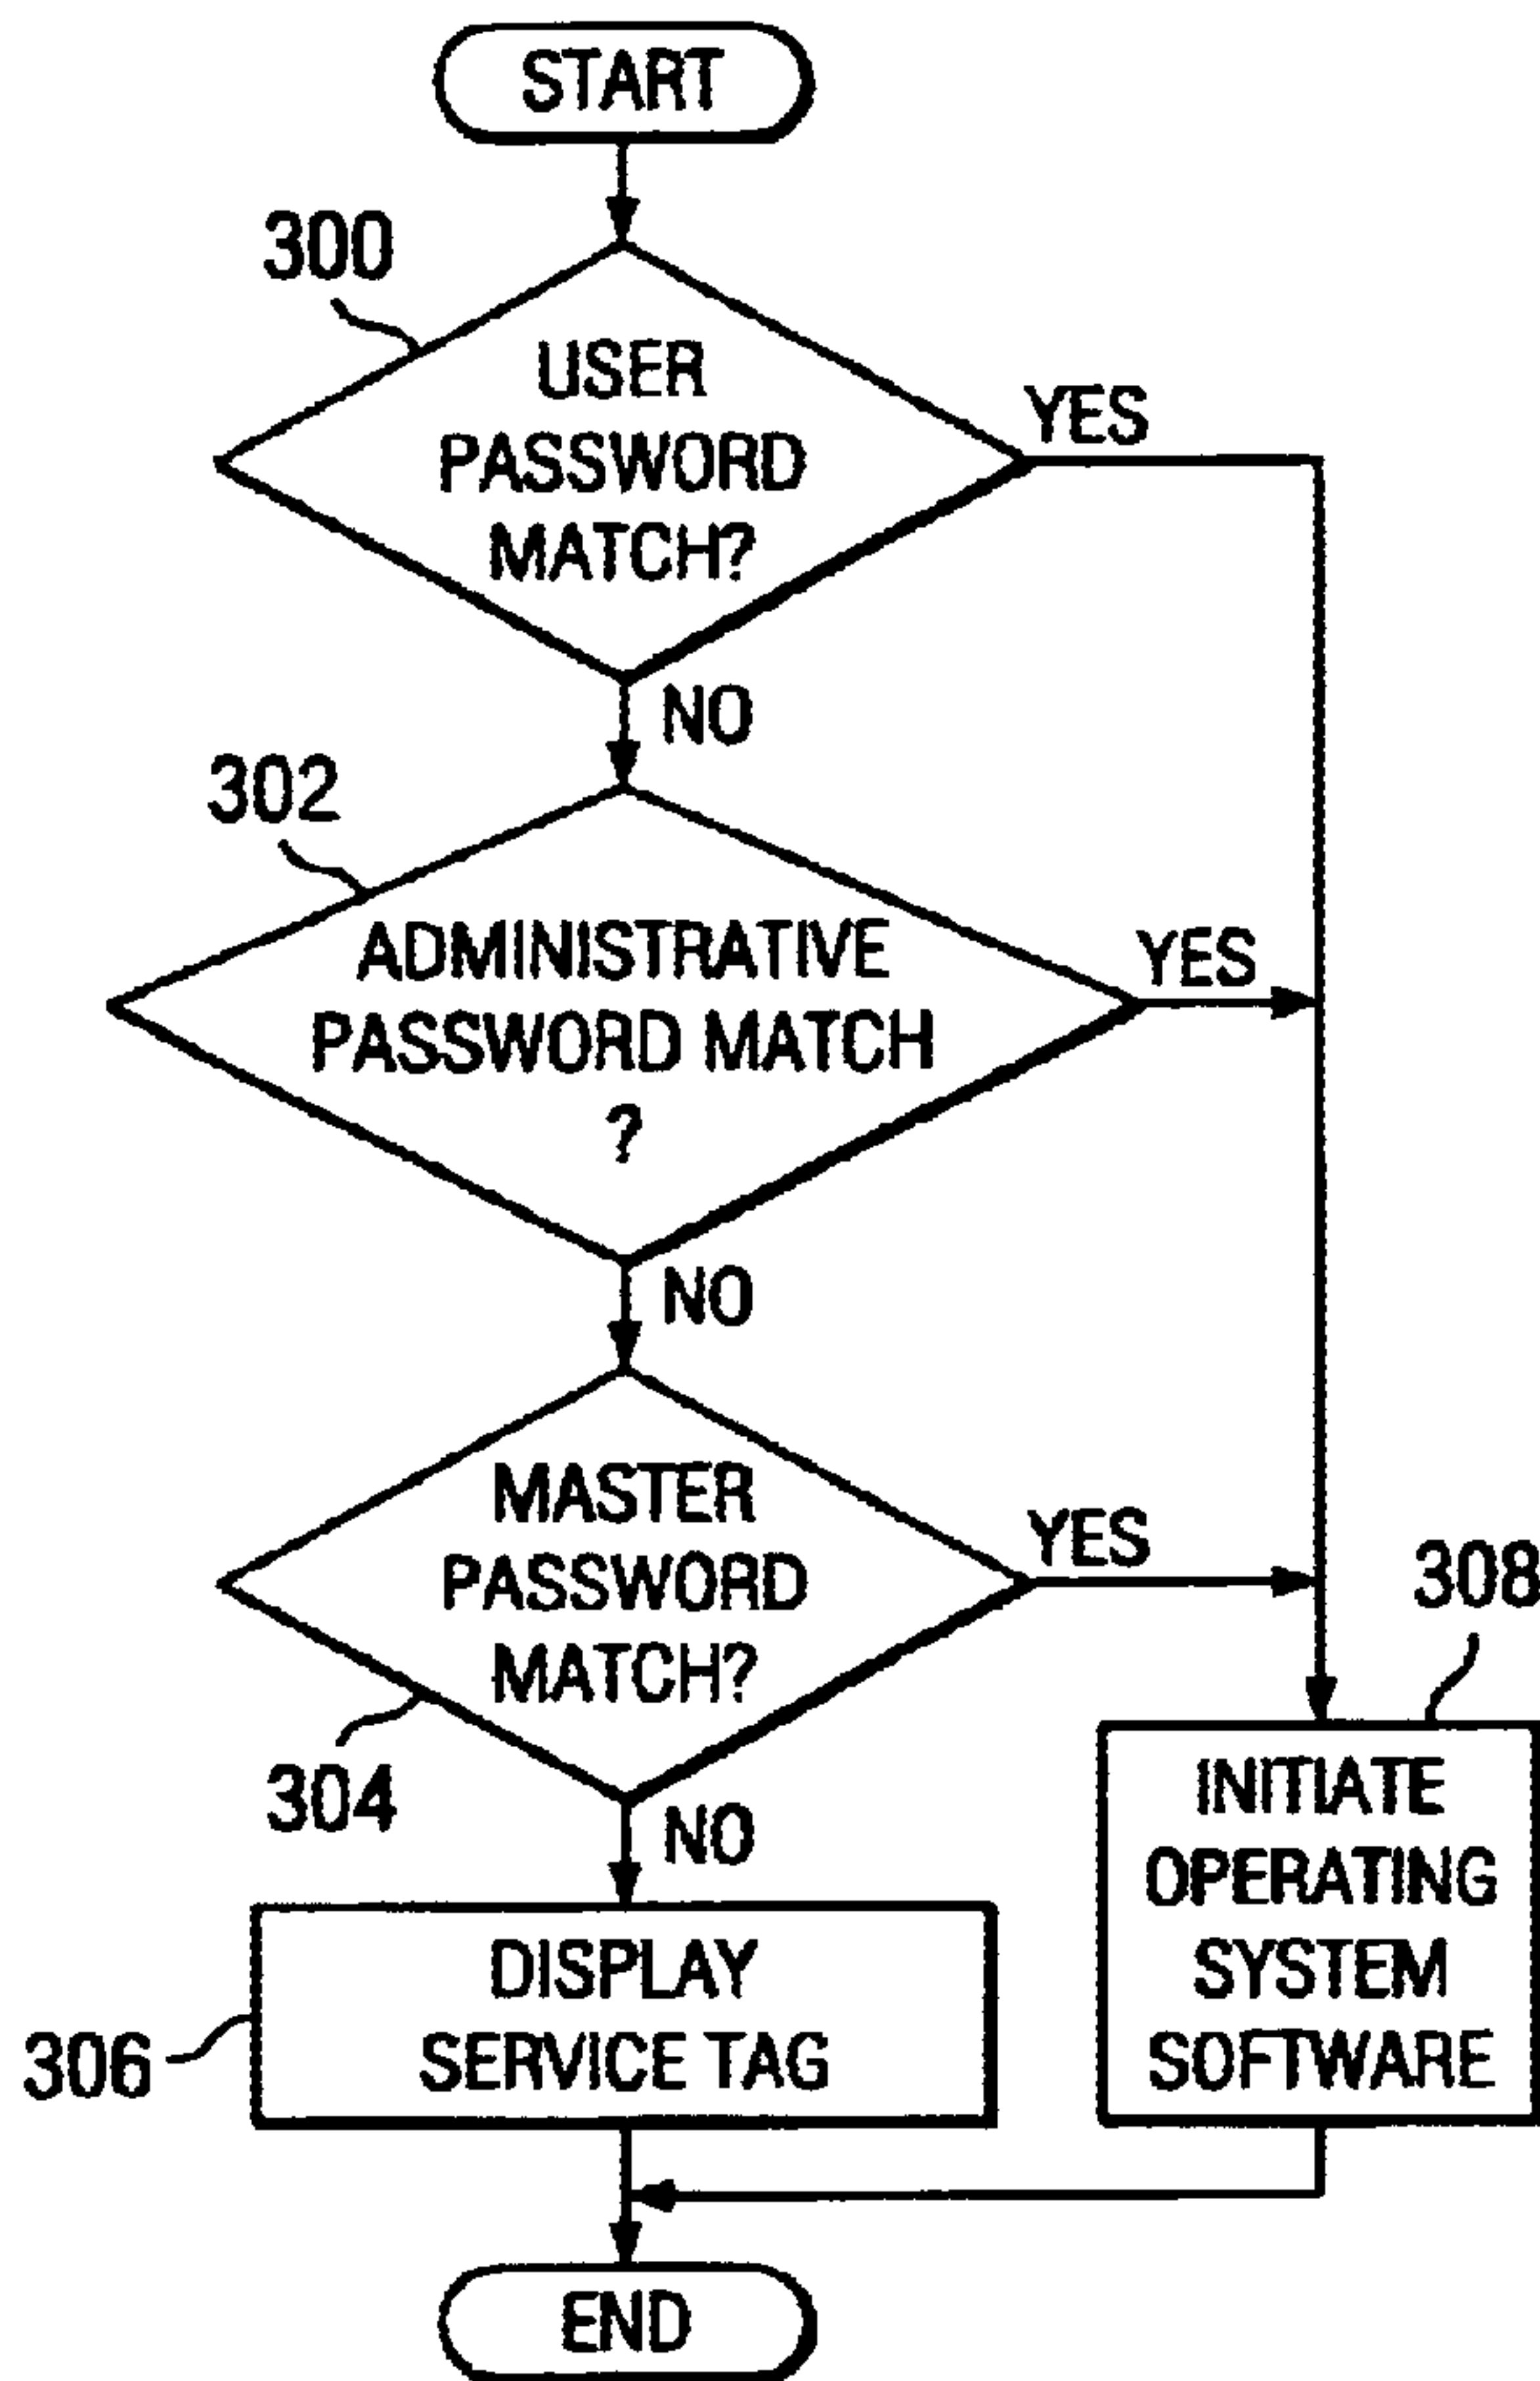 START
300
USER
PASSWORD
MATCH?
YES
NO
302
ADMINISTRATIVE
PASSWORD MATCH
?
YES
NO
MASTER
PASSWORD
MATCH?
YES
304
NO
308
INITIATE
OPERATING
SYSTEM
SOFTWARE
DISPLAY
SERVICE TAG
306
END